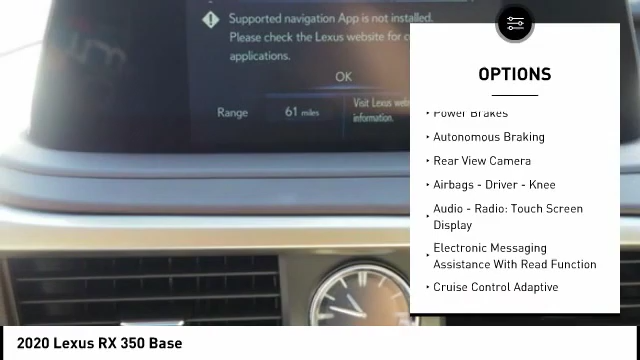 Supported navigation App is not installed.
Please check the Lexus website for
applications.
OK
Range 61 miles
Visit Lexus
information.
OPTIONS
Power Brakes
Autonomous Braking
Rear View Camera
Airbags - Driver - Knee
Audio - Radio: Touch Screen
Display
Electronic Messaging
Assistance With Read Function
Cruise Control Adaptive
2020 Lexus RX 350 Base